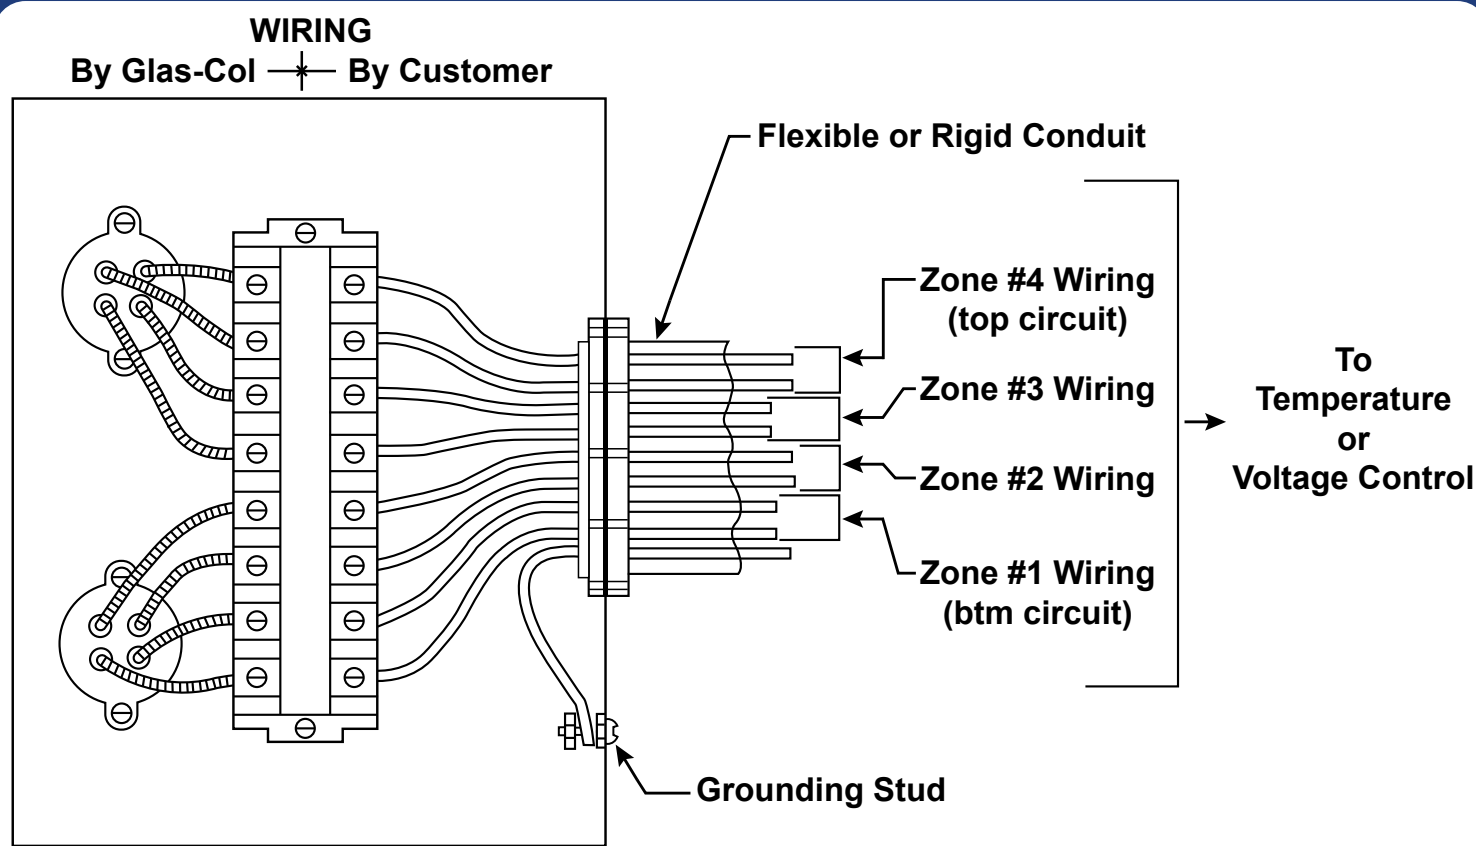 WIRING
By Glas-Col By Customer
Flexible or Rigid Conduit
Zone #4 Wiring
(top circuit)
Zone #3 Wiring
Zone #2 Wiring
Zone #1 Wiring
(btm circuit)
To
Temperature
or
Voltage Control
Grounding Stud